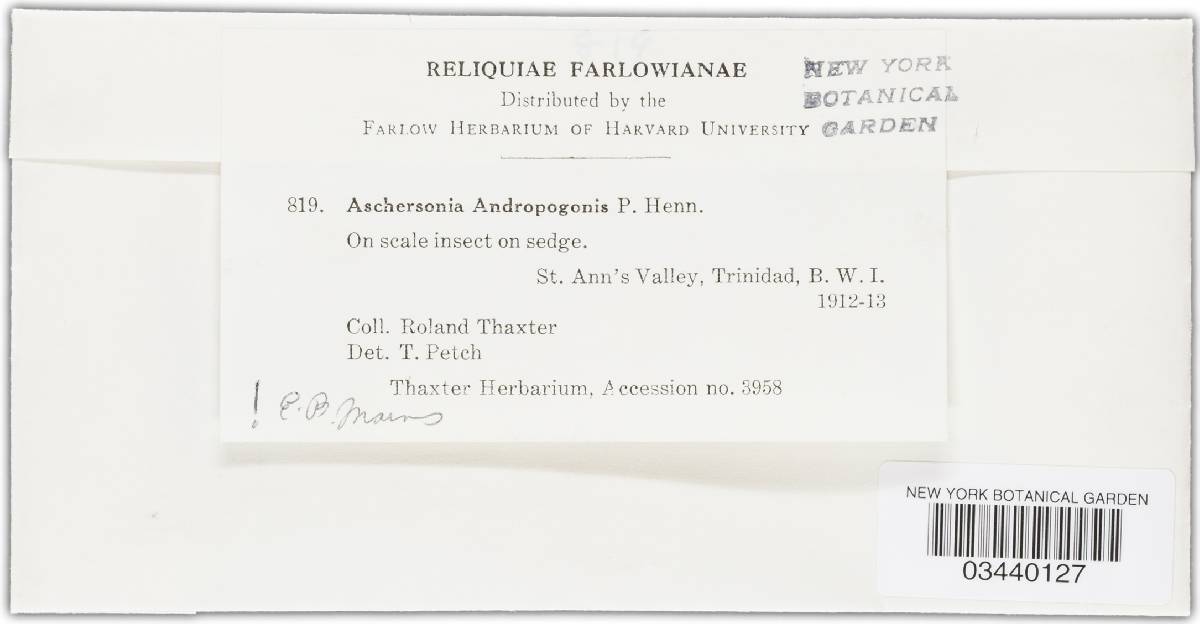 RELIQUIAE FARLOWIANAE
Distributed by the
FARLOW HERBARIUM OF HARVARD UNIVERSITY
NEW YORK
BOTANICAL
GARDEN
819. Aschersonia Andropogonis P. Henn.
On scale insect on sedge.
St. Ann's Valley, Trinidad, B. W. I.
1912-13
Coll. Roland Thaxter
Det. T. Petch
Thaxter Herbarium, Accession no. 3958
! E. B. Mains
NEW YORK BOTANICAL GARDEN
03440127